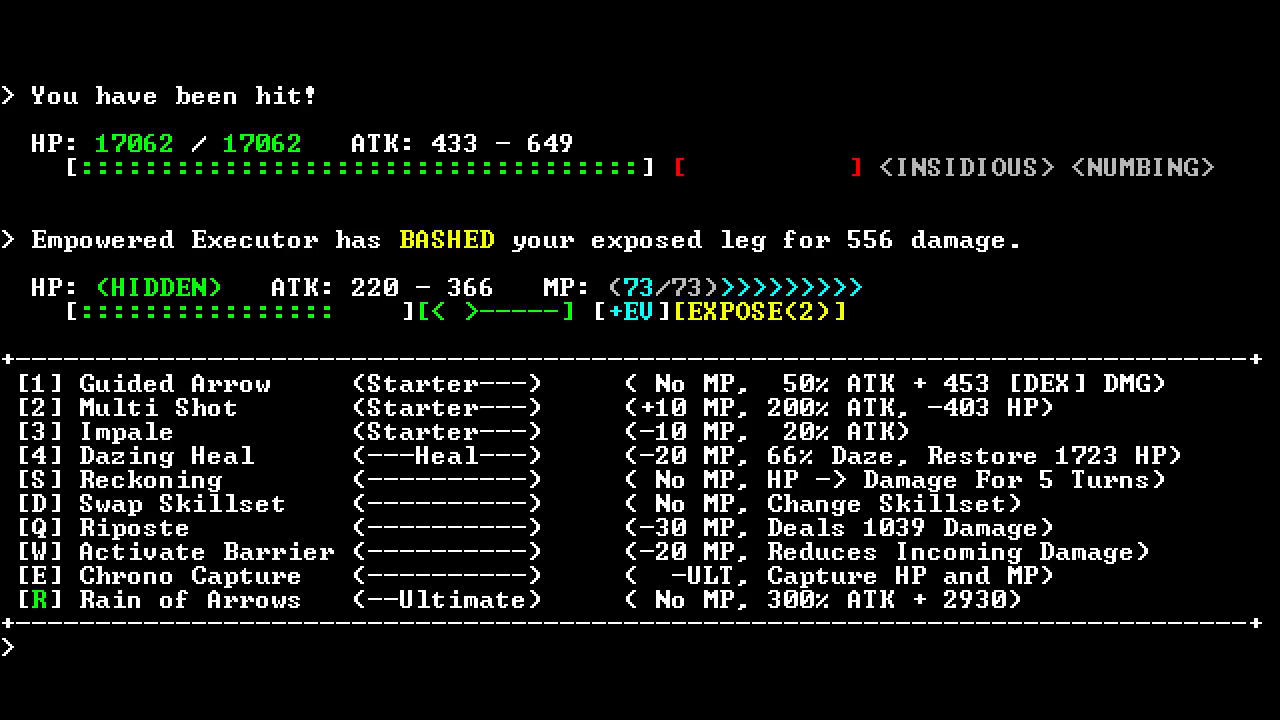 > You have been hit!
HP: 17062 / 17062   ATK: 433 - 649
[:::::::::::::::::::::::::::::::::::] [          ] <INSIDIOUS> <NUMBING>
> Empowered Executor has BASHED your exposed leg for 556 damage.
HP: (HIDDEN)   ATK: 220 - 366   MP: (73/73)>>>>>>>>>
[::::::::::::::::    ][< >-----] [+EV][EXPOSE(2)]
+-----------------------------------------------------------------------------+
[1] Guided Arrow     (Starter---)     ( No MP,  50% ATK + 453 [DEX] DMG)
[2] Multi Shot       (Starter---)     (+10 MP, 200% ATK, -403 HP)
[3] Impale           (Starter---)     (-10 MP,  20% ATK)
[4] Dazing Heal      (---Heal---)     (-20 MP, 66% Daze, Restore 1723 HP)
[S] Reckoning        (----------)     ( No MP, HP -> Damage For 5 Turns)
[D] Swap Skillset    (----------)     ( No MP, Change Skillset)
[Q] Riposte          (----------)     (-30 MP, Deals 1039 Damage)
[W] Activate Barrier (----------)     (-20 MP, Reduces Incoming Damage)
[E] Chrono Capture   (----------)     (  -ULT, Capture HP and MP)
[R] Rain of Arrows   (--Ultimate)     ( No MP, 300% ATK + 2930)
+-----------------------------------------------------------------------------+
>